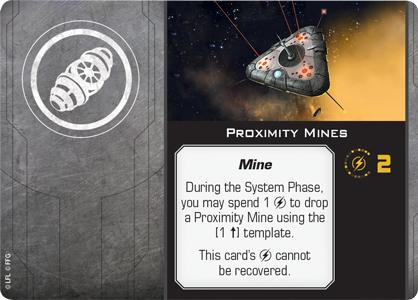 PROXIMITY MINES
Mine
During the System Phase,
you may spend 1 to drop
a Proximity Mine using the
[1 ⬆] template.
This card's cannot
be recovered.
2
©LFL ©FFG